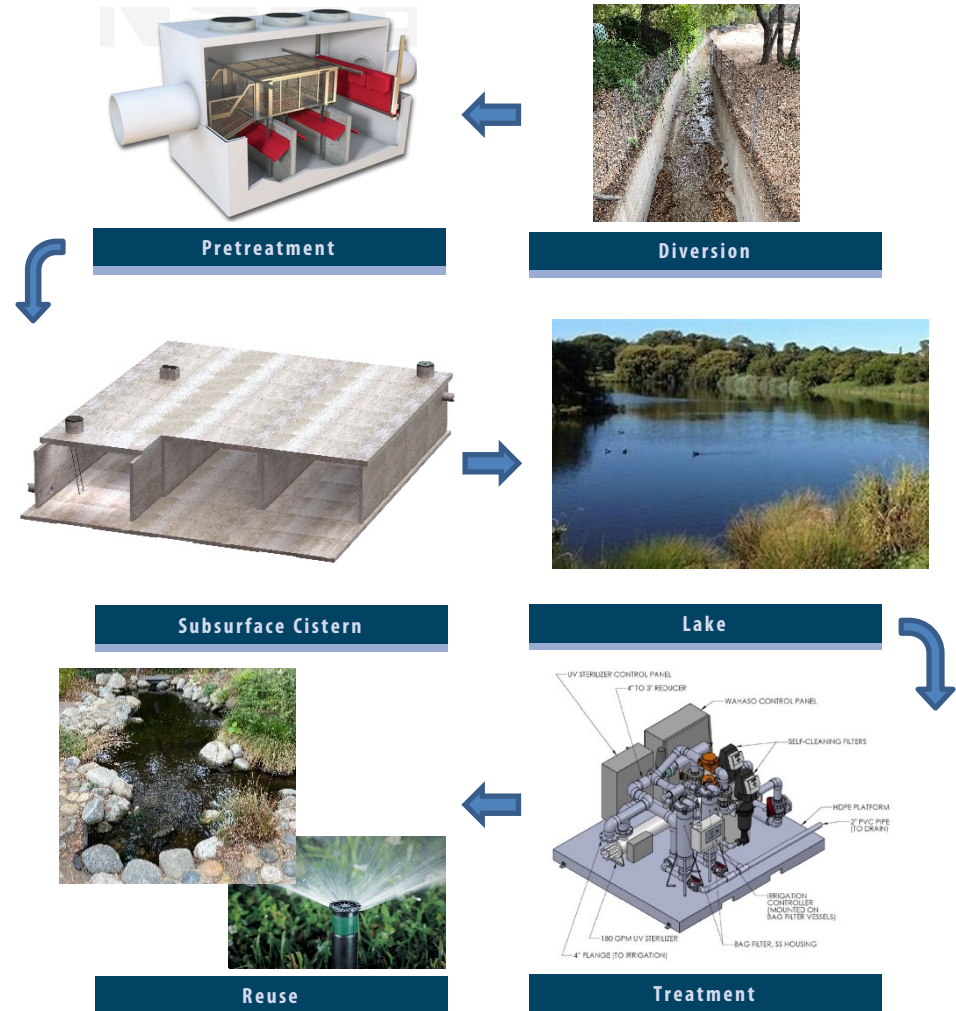 Pretreatment
Diversion
Subsurface Cistern
Lake
UV STERILIZER CONTROL PANEL
4" TO 3" REDUCER
WAHASO CONTROL PANEL
SELF-CLEANING FILTERS
HDPE PLATFORM
2" PVC PIPE
(TO DRAIN)
IRRIGATION
CONTROLLER
(MOUNTED ON
BAG FILTER VESSELS)
180 GPM UV STERILIZER
BAG FILTER, SS HOUSING
4" FLANGE (TO IRRIGATION)
Reuse
Treatment